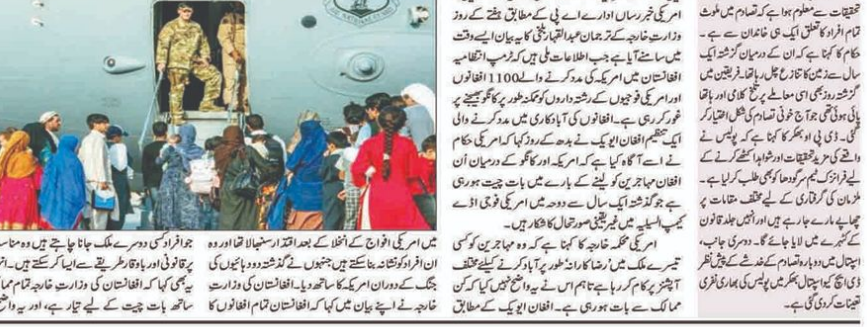 تحقیقات سے معلوم ہوا ہے کہ تصادم میں ملوث
تمام افراد کا تعلق ایک ہی خاندان سے ہے۔
حکام کا کہنا ہے کہ ان کے درمیان گزشتہ ایک
سال سے زمین کا تنازع چل رہا تھا۔ فریقین میں
گزشتہ روز بھی اسی معاملے پر تلخ کلامی اور ہاتھا
پائی ہوئی تھی جو آج خونی تصادم کی شکل اختیار کر
گئی۔ ڈی پی او بھکر کا کہنا ہے کہ پولیس نے
واقعے کی مزید تحقیقات اور شواہد اکٹھے کرنے کے
لیے فرانزک ٹیم سرگودھا کو بھی طلب کر لیا ہے۔
ملزمان کی گرفتاری کے لیے مختلف مقامات پر
چھاپے مارے جا رہے ہیں اور انہیں جلد قانون
کے کٹہرے میں لایا جائے گا۔ دوسری جانب،
اسپتال میں دوبارہ تصادم کے خدشے کے پیش نظر
ڈی ایچ کیو اسپتال بھکر میں پولیس کی بھاری نفری
تعینات کر دی گئی ہے۔
امریکی خبر رساں ادارے اے پی کے مطابق ہفتے کے روز
وزارت خارجہ کے ترجمان عبدالقہار بلخی کا یہ بیان ایسے وقت
میں سامنے آیا ہے جب اطلاعات ملی ہیں کہ ٹرمپ انتظامیہ
افغانستان میں امریکہ کی مدد کرنے والے 1100 افغانوں
اور امریکی فوجیوں کے رشتہ داروں کو ممکنہ طور پر کانگو بھیجنے پر
غور کر رہی ہے۔ افغانوں کی آبادکاری میں مدد کرنے والی
ایک تنظیم افغان ایویک نے بدھ کے روز کہا کہ امریکی حکام
نے اسے آگاہ کیا ہے کہ امریکہ اور کانگو کے درمیان ان
افغان مہاجرین کو لینے کے بارے میں بات چیت ہو رہی
ہے جو گذشتہ ایک سال سے دوحہ میں امریکی فوجی اڈے
کیمپ السیلیہ میں غیر یقینی صورتحال کا شکار ہیں۔
امریکی محکمہ خارجہ کا کہنا ہے کہ وہ مہاجرین کو کسی
تیسرے ملک میں 'رضاکارانہ' طور پر آباد کرنے کیلئے مختلف
آپشنز پر کام کر رہا ہے تاہم اس نے یہ واضح نہیں کیا کہ کن
ممالک سے بات ہو رہی ہے۔ افغان ایویک کے مطابق
میں امریکی افواج کے انخلا کے بعد اقتدار سنبھالا تھا اور وہ
ان افراد کو نشانہ بنا سکتے ہیں جنہوں نے گذشتہ دو دہائیوں کی
جنگ کے دوران امریکہ کا ساتھ دیا۔ افغانستان کی وزارت
خارجہ نے اپنے بیان میں کہا کہ افغانستان تمام افغانوں کا
جو افراد کسی دوسرے ملک جانا چاہتے ہیں وہ
پر قانونی اور باوقار طریقے سے ایسا کر سکتے ہیں۔
یہ بھی کہا کہ افغانستان کی وزارت خارجہ تمام
ساتھ بات چیت کے لیے تیار ہے، اور یہ